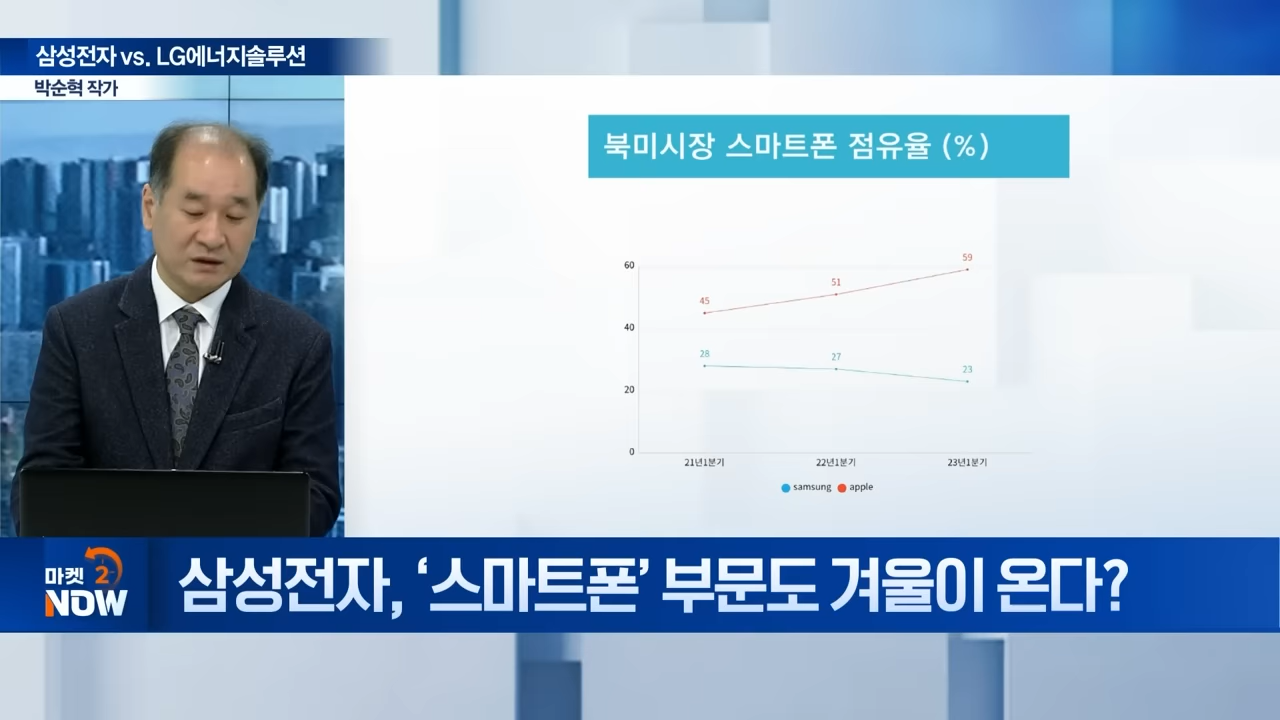 삼성전자 vs. LG에너지솔루션
박순혁 작가
북미시장 스마트폰 점유율 (%)
60
40
20
0
45
51
59
28
27
23
21년1분기
22년1분기
23년1분기
samsung
apple
마켓 2
NOW
삼성전자, ‘스마트폰’ 부문도 겨울이 온다?